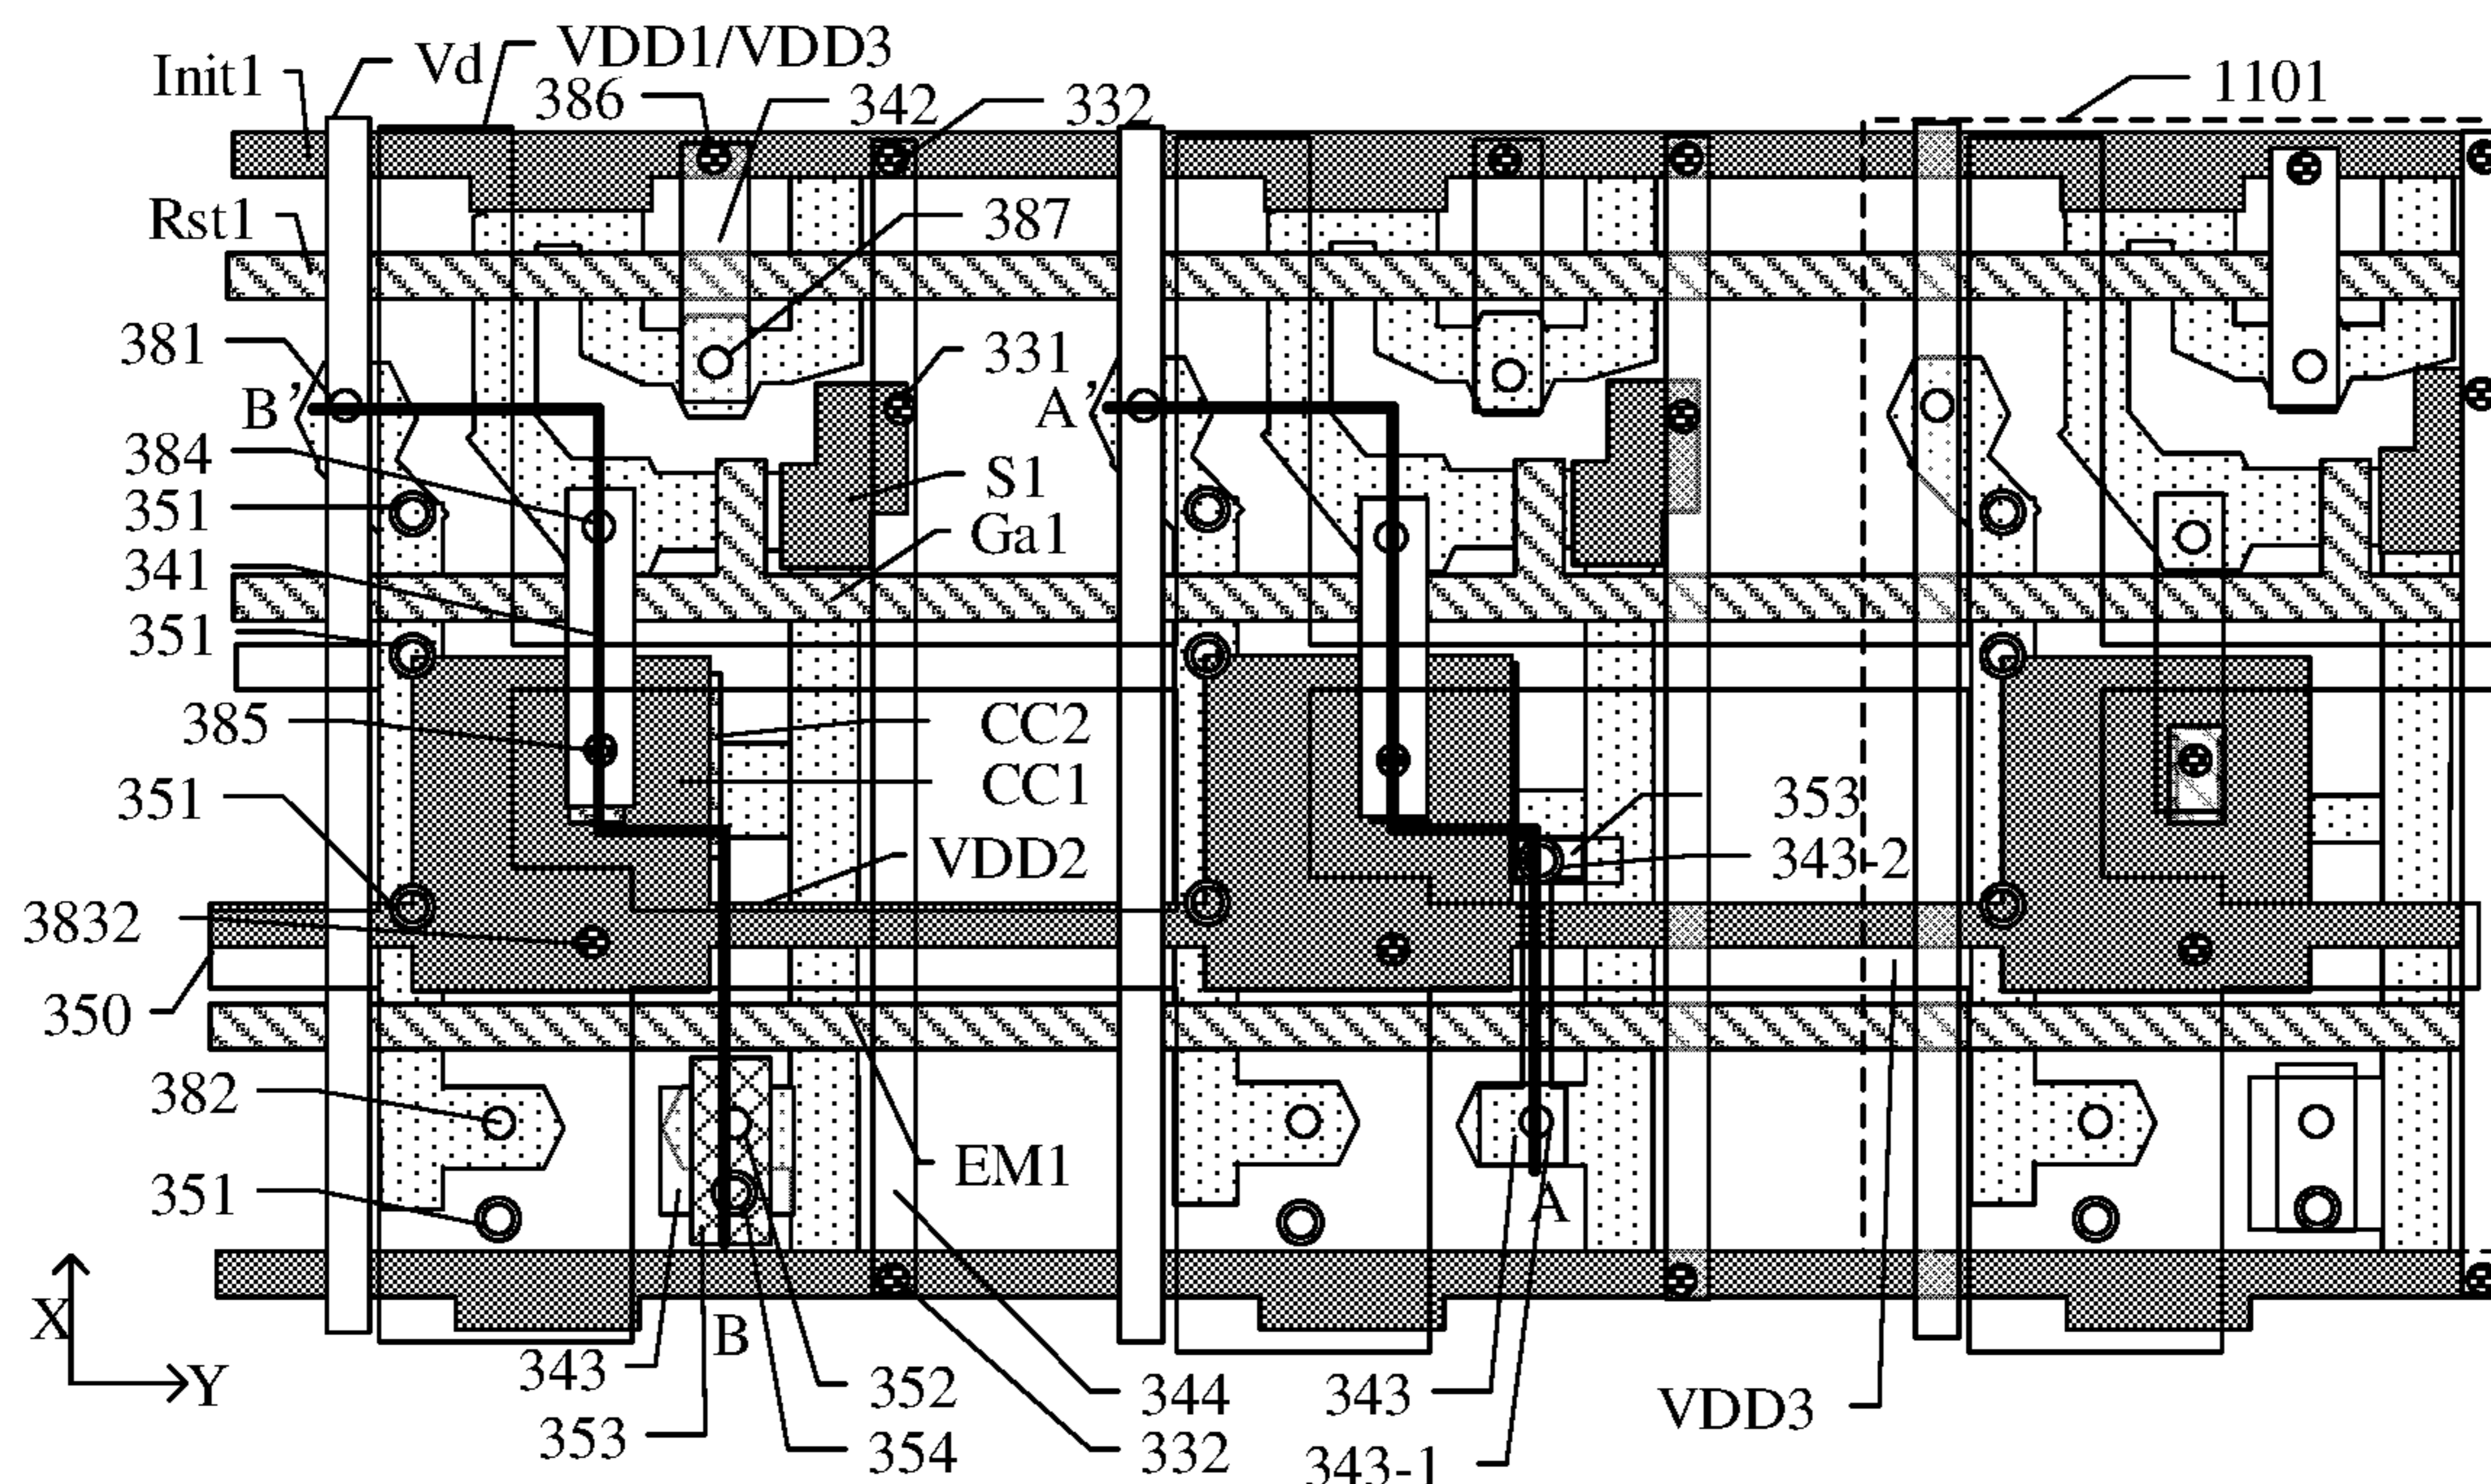 Init1
Vd
VDD1/VDD3
386
342
332
1101
Rst1
387
381
331
B’
A’
384
S1
351
Ga1
341
351
385
CC2
CC1
351
353
VDD2
343-2
3832
350
382
EM1
351
A
X
Y
B
343
352
344
343
VDD3
353
354
332
343-1